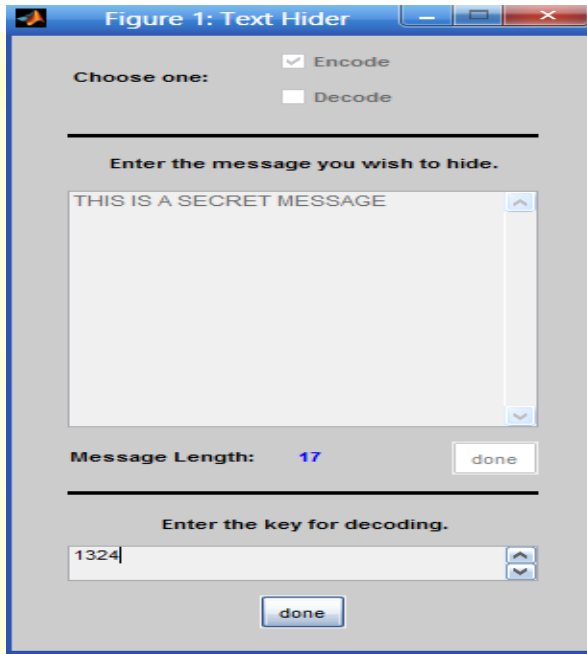 Figure 1: Text Hider
Choose one:
Encode
Decode
Enter the message you wish to hide.
THIS IS A SECRET MESSAGE
Message Length: 17
done
Enter the key for decoding.
1324
done